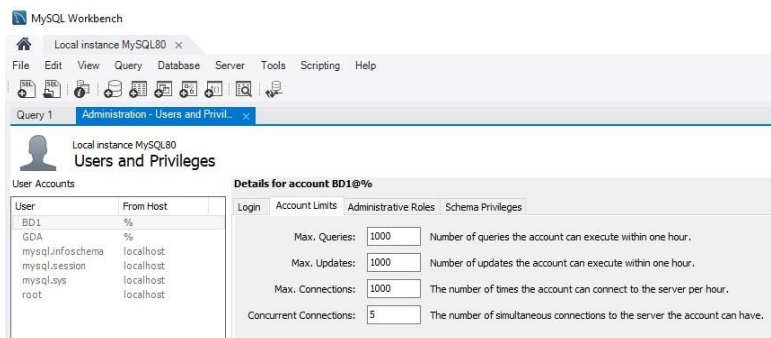 MySQL Workbench
Local instance MySQL80 ×
File Edit View Query Database Server Tools Scripting Help
Query 1 Administration - Users and Privil... ×
Local instance MySQL80
Users and Privileges
User Accounts
User From Host
BD1 %
GDA %
mysql.infoschema localhost
mysql.session localhost
mysql.sys localhost
root localhost
Details for account BD1@%
Login Account Limits Administrative Roles Schema Privileges
Max. Queries: 1000 Number of queries the account can execute within one hour.
Max. Updates: 1000 Number of updates the account can execute within one hour.
Max. Connections: 1000 The number of times the account can connect to the server per hour.
Concurrent Connections: 5 The number of simultaneous connections to the server the account can have.